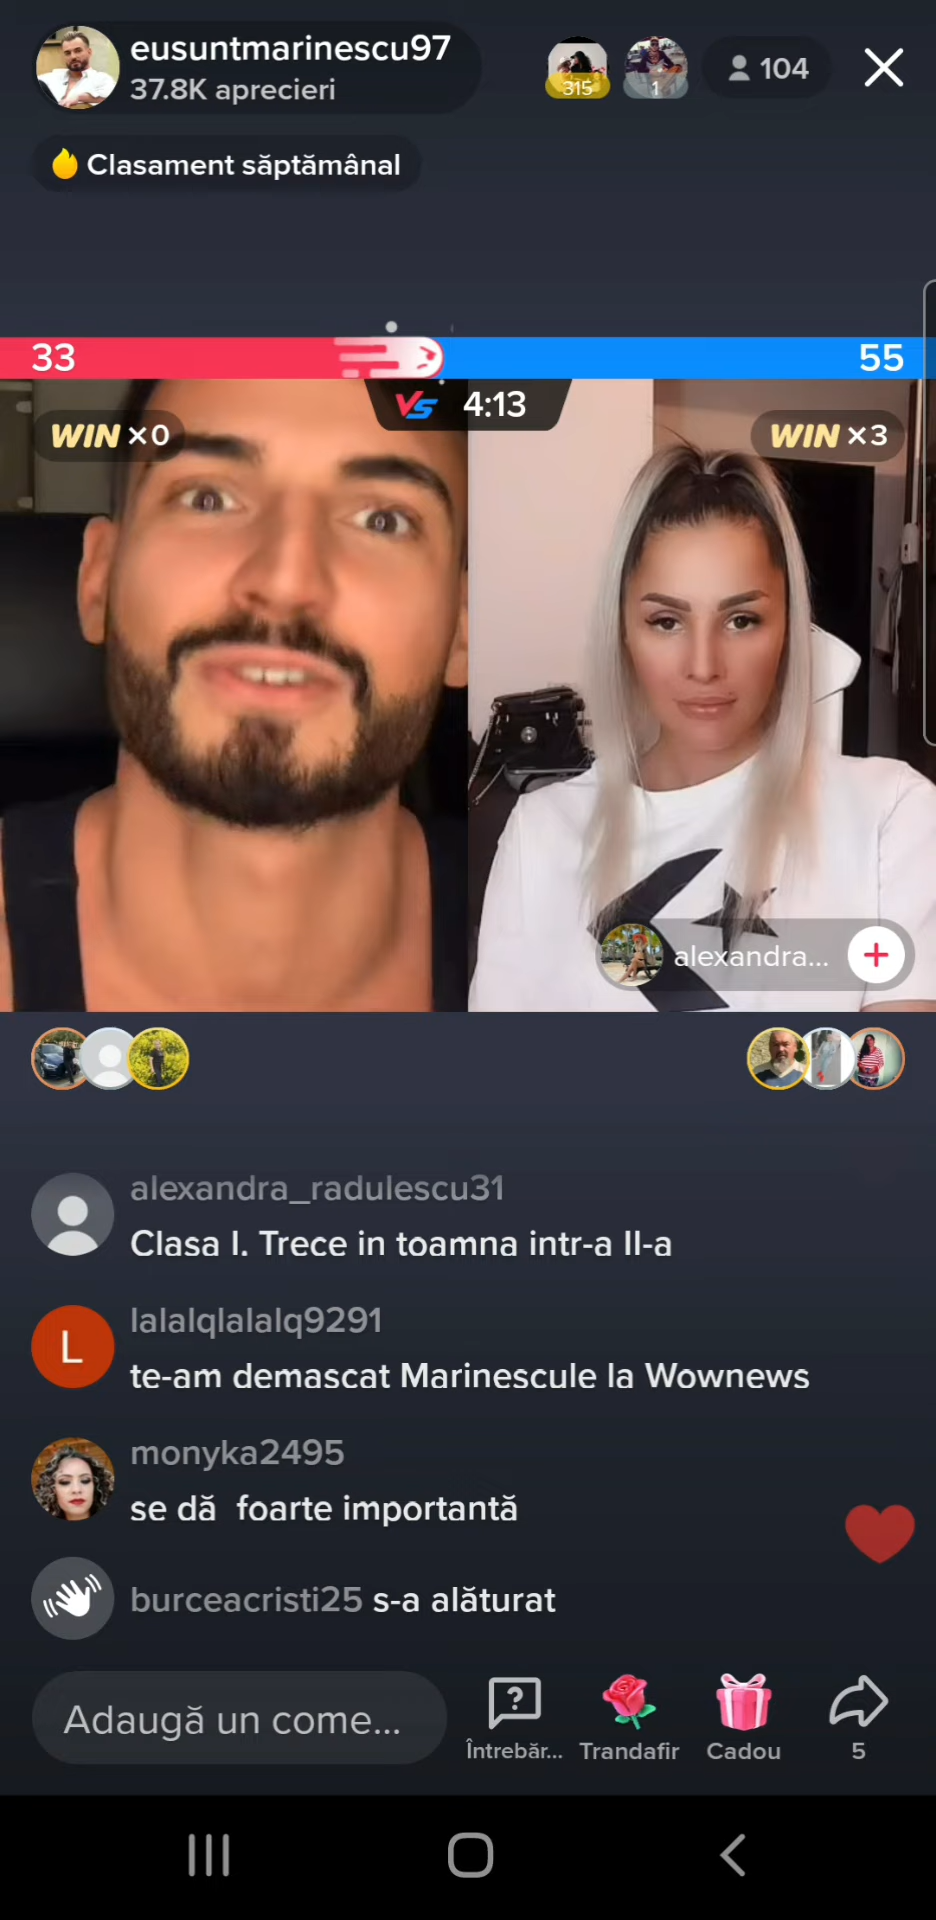 eusuntmarinescu97
37.8K aprecieri
315
1
104
Clasament săptămânal
33
55
VS 4:13
WIN ×0
WIN ×3
alexandra...
alexandra_radulescu31
Clasa I. Trece in toamna intr-a II-a
lalalqlalalq9291
te-am demascat Marinescule la Wownews
L
monyka2495
se dă foarte importantă
burceacristi25 s-a alăturat
Adaugă un come...
Întrebăr...
Trandafir
Cadou
5